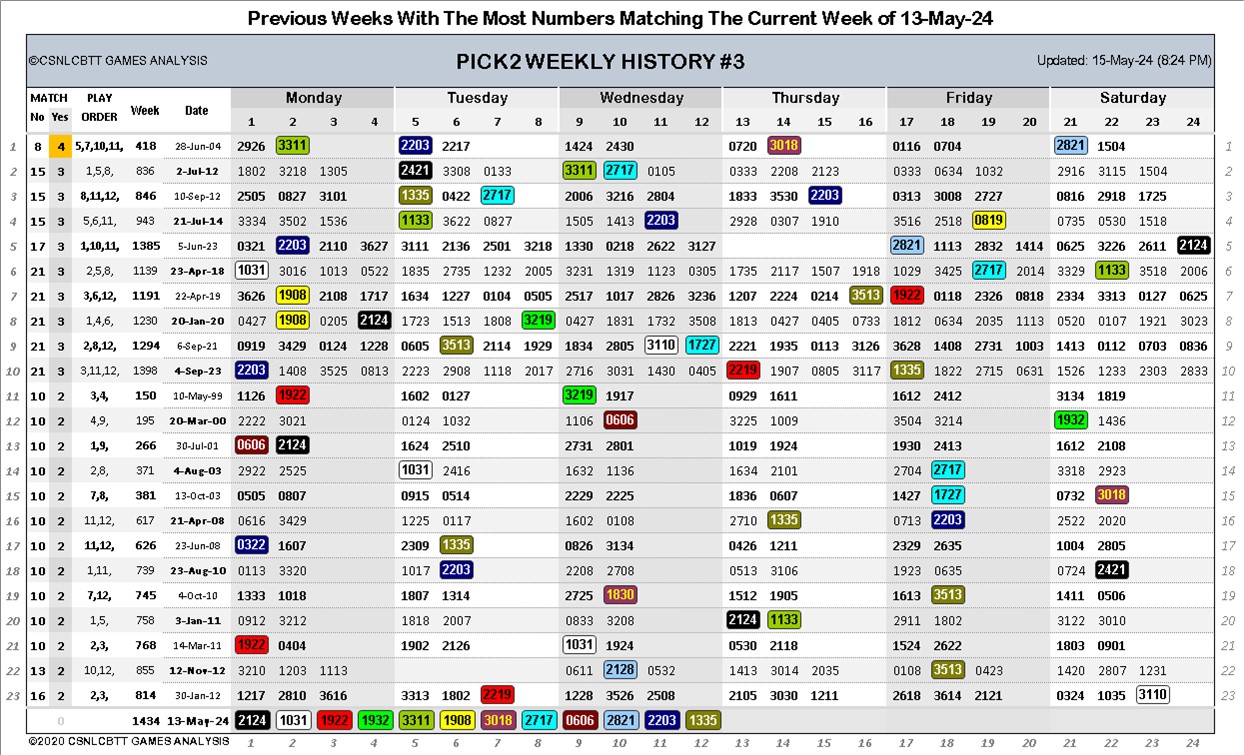 Previous Weeks With The Most Numbers Matching The Current Week of 13-May-24
©CSNLCBTT GAMES ANALYSIS PICK2 WEEKLY HISTORY #3 Updated: 15-May-24 (8:24 PM)
MATCH PLAY Week Date Monday Tuesday Wednesday Thursday Friday Saturday
No Yes ORDER 1 2 3 4 5 6 7 8 9 10 11 12 13 14 15 16 17 18 19 20 21 22 23 24
1 8 4 5,7,10,11, 418 28-Jun-04 2926 3311 2203 2217 1424 2430 0720 3018 0116 0704 2821 1504 1
2 15 3 1,5,8, 836 2-Jul-12 1802 3218 1305 2421 3308 0133 3311 2717 0105 0333 2208 2123 0333 0634 1032 2916 3115 1504 2
3 15 3 8,11,12, 846 10-Sep-12 2505 0827 3101 1335 0422 2717 2006 3216 2804 1833 3530 2203 0313 3008 2727 0816 2918 1725 3
4 15 3 5,6,11, 943 21-Jul-14 3334 3502 1536 1133 3622 0827 1505 1413 2203 2928 0307 1910 3516 2518 0819 0735 0530 1518 4
5 17 3 1,10,11, 1385 5-Jun-23 0321 2203 2110 3627 3111 2136 2501 3218 1330 0218 2622 3127 2821 1113 2832 1414 0625 3226 2611 2124 5
6 21 3 2,5,8, 1139 23-Apr-18 1031 3016 1013 0522 1835 2735 1232 2005 3231 1319 1123 0305 1735 2117 1507 1918 1029 3425 2717 2014 3329 1133 3518 2006 6
7 21 3 3,6,12, 1191 22-Apr-19 3626 1908 2108 1717 1634 1227 0104 0505 2517 1017 2826 3236 1207 2224 0214 3513 1922 0118 2326 0818 2334 3313 0127 0625 7
8 21 3 1,4,6, 1230 20-Jan-20 0427 1908 0205 2124 1723 1513 1808 3219 0427 1831 1732 3508 1813 0427 0405 0733 1812 0634 2035 1113 0520 0107 1921 3023 8
9 21 3 2,8,12, 1294 6-Sep-21 0919 3429 0124 1228 0605 3513 2114 1929 1834 2805 3110 1727 2221 1935 0113 3126 3628 1408 2731 1003 1413 0112 0703 0836 9
10 21 3 3,11,12, 1398 4-Sep-23 2203 1408 3525 0813 2223 2908 1118 2017 2716 3031 1430 0405 2219 1907 0805 3117 1335 1822 2715 0631 1526 1233 2303 2833 10
11 10 2 3,4, 150 10-May-99 1126 1922 1602 0127 3219 1917 0929 1611 1612 2412 3134 1819 11
12 10 2 4,9, 195 20-Mar-00 2222 3021 0124 1032 1106 0606 3225 1009 3504 3214 1932 1436 12
13 10 2 1,9, 266 30-Jul-01 0606 2124 1624 2510 2731 2801 1019 1924 1930 2413 1612 2108 13
14 10 2 2,8, 371 4-Aug-03 2922 2525 1031 2416 1632 1136 1634 2101 2704 2717 3318 2923 14
15 10 2 7,8, 381 13-Oct-03 0505 0807 0915 0514 2229 2225 1836 0607 1427 1727 0732 3018 15
16 10 2 11,12, 617 21-Apr-08 0616 3429 1225 0117 1602 0108 2710 1335 0713 2203 2522 2020 16
17 10 2 11,12, 626 23-Jun-08 0322 1607 2309 1335 0826 3134 0426 1211 2329 2635 1004 2805 17
18 10 2 1,11, 739 23-Aug-10 0113 3320 1017 2203 2208 2708 0513 3106 1923 0635 0724 2421 18
19 10 2 7,12, 745 4-Oct-10 1333 1018 1807 1314 2725 1830 1512 1905 1618 3513 1411 0506 19
20 10 2 1,5, 758 3-Jan-11 0912 3212 1818 2007 0833 3208 2124 1133 2911 1802 3122 3010 20
21 10 2 2,3, 768 14-Mar-11 1922 0404 1902 2126 1031 1924 0530 2118 1524 2622 1803 0901 21
22 13 2 10,12, 855 12-Nov-12 3210 1203 1113 0611 2128 0532 1413 3014 2035 0108 3513 0423 1420 2807 1231 22
23 16 2 2,3, 814 30-Jan-12 1217 2810 3616 3313 1802 2219 1228 3526 2508 2105 3030 1211 2618 3614 2121 0324 1035 3110 23
0 1434 13-May-24 2124 1031 1922 1932 3311 1908 3018 2717 0606 2821 2203 1335
©2020 CSNLCBTT GAMES ANALYSIS 1 2 3 4 5 6 7 8 9 10 11 12 13 14 15 16 17 18 19 20 21 22 23 24